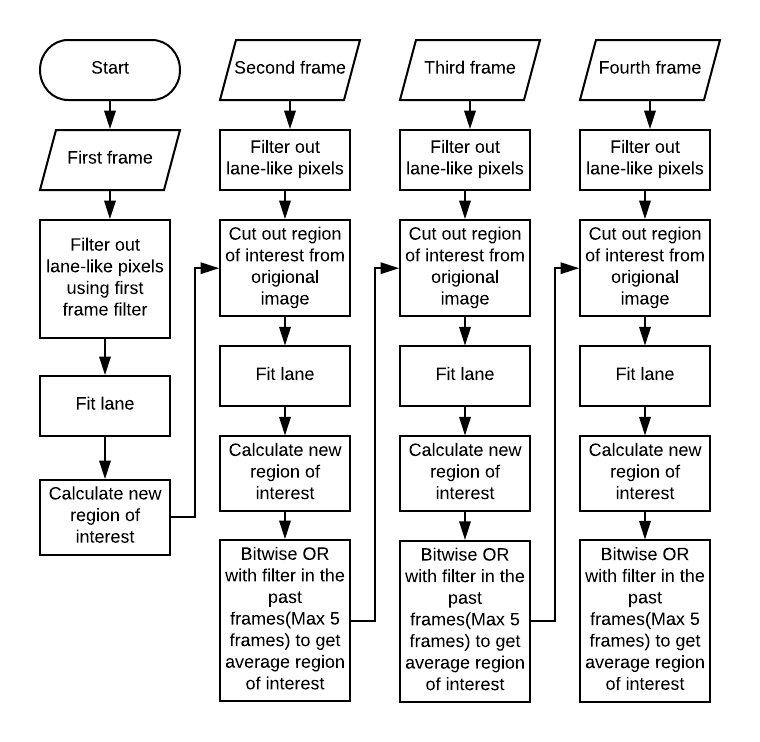 Start
First frame
Filter out
lane-like pixels
using first
frame filter
Fit lane
Calculate new
region of
interest
Second frame
Filter out
lane-like pixels
Cut out region
of interest from
origional
image
Fit lane
Calculate new
region of
interest
Bitwise OR
with filter in the
past
frames(Max 5
frames) to get
average region
of interest
Third frame
Filter out
lane-like pixels
Cut out region
of interest from
origional
image
Fit lane
Calculate new
region of
interest
Bitwise OR
with filter in the
past
frames(Max 5
frames) to get
average region
of interest
Fourth frame
Filter out
lane-like pixels
Cut out region
of interest from
origional
image
Fit lane
Calculate new
region of
interest
Bitwise OR
with filter in the
past
frames(Max 5
frames) to get
average region
of interest